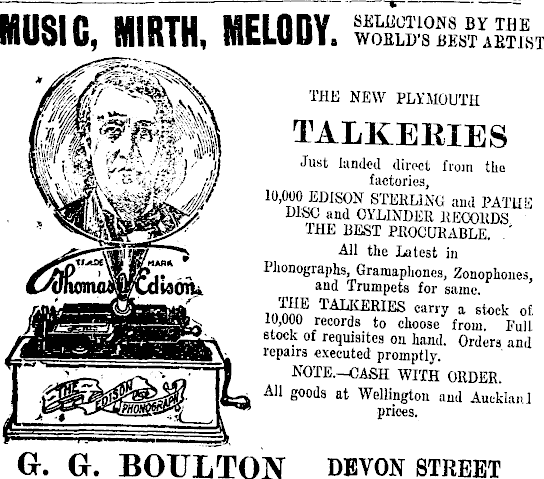 MUSIC, MIRTH, MELODY.
SELECTIONS BY THE
WORLD'S BEST ARTIST
THE NEW PLYMOUTH
TALKERIES
Just landed direct from the
factories,
10,000 EDISON STERLING and PATHE
DISC and CYLINDER RECORDS,
THE BEST PROCURABLE.
All the Latest in
Phonographs, Gramaphones, Zonophones,
and Trumpets for same.
THE TALKERIES carry a stock of
10,000 records to choose from. Full
stock of requisites on hand. Orders and
repairs executed promptly.
NOTE.—CASH WITH ORDER.
All goods at Wellington and Auckland
prices.
TRADE MARK
Thomas A Edison
THE EDISON PHONOGRAPH
G. G. BOULTON DEVON STREET